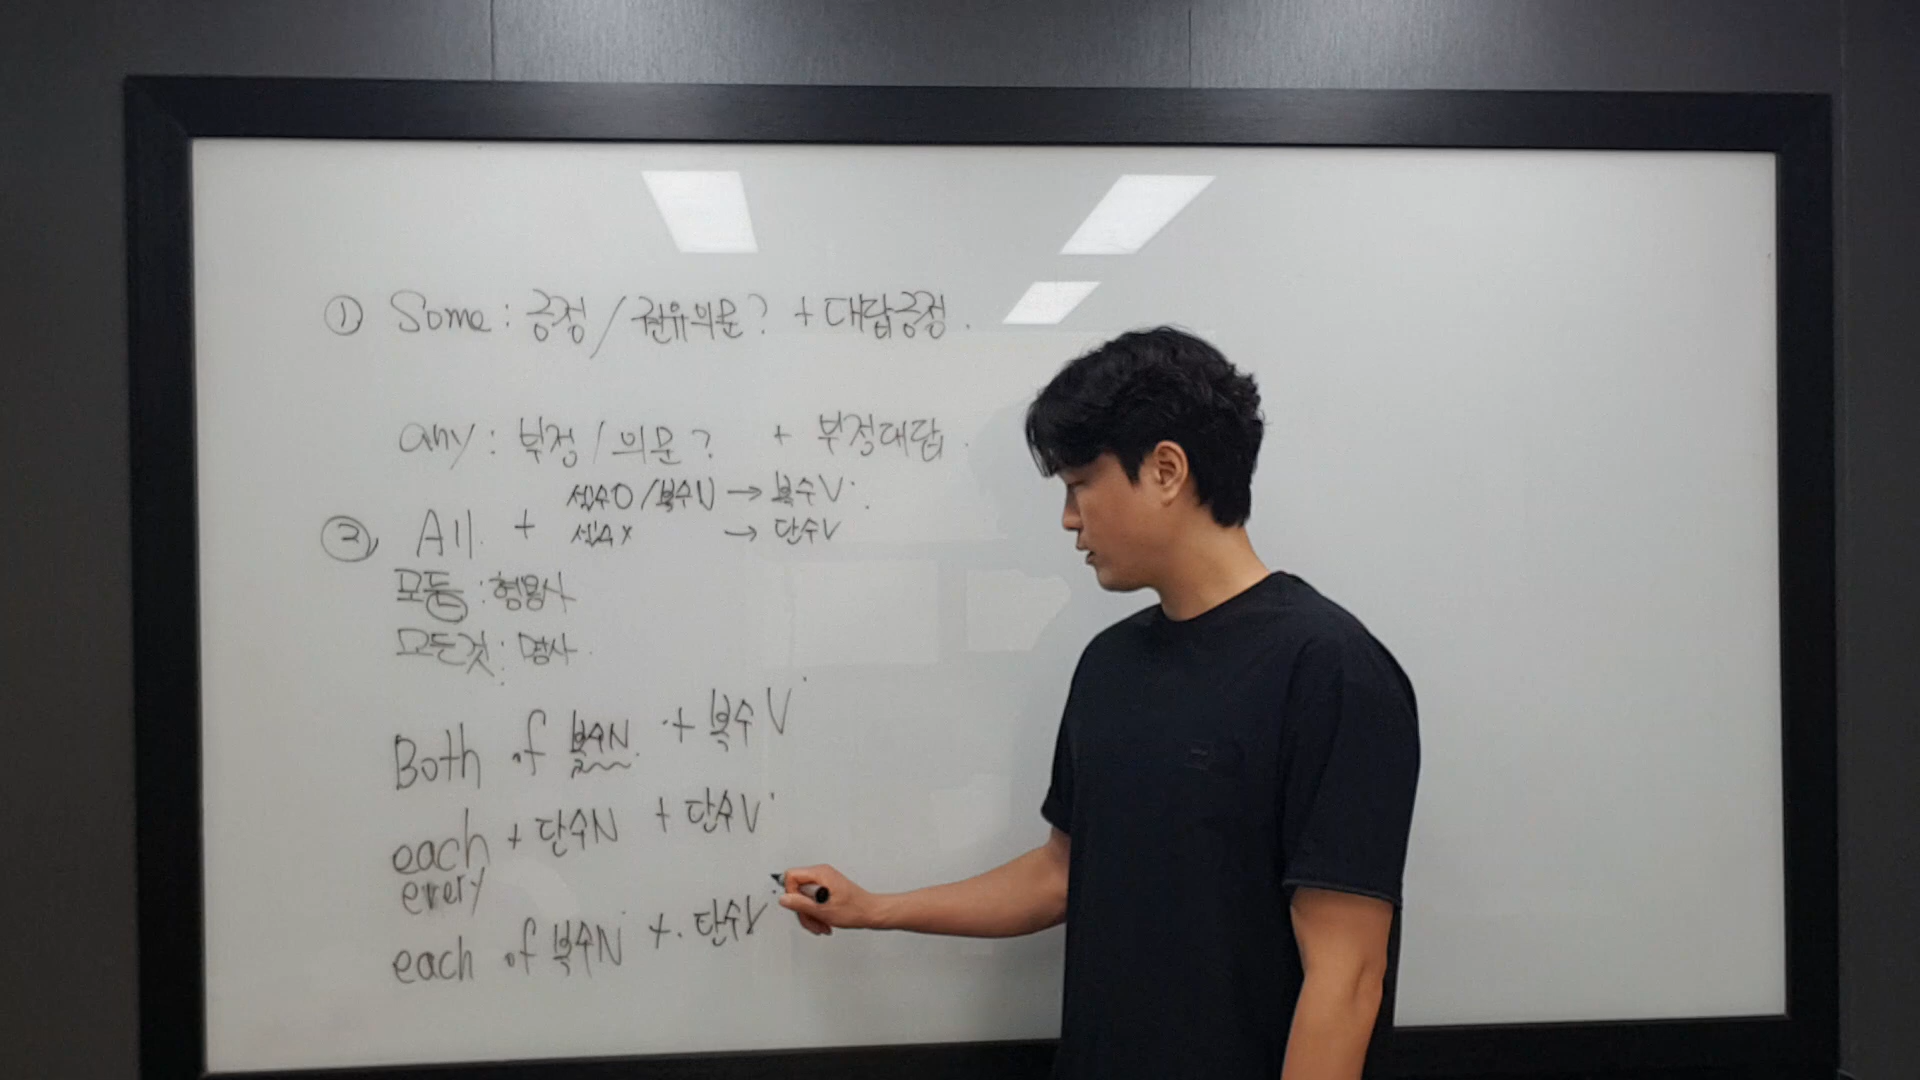 ① Some : 긍정 / 권유의문? + 대답긍정.
any : 부정 / 의문? + 부정대답.
② All + 셀수O / 복수N → 복수V
셀수X → 단수V
모든 : 형용사
모든것 : 명사
Both of 복수N + 복수V
each + 단수N + 단수V
every
each of 복수N + 단수V